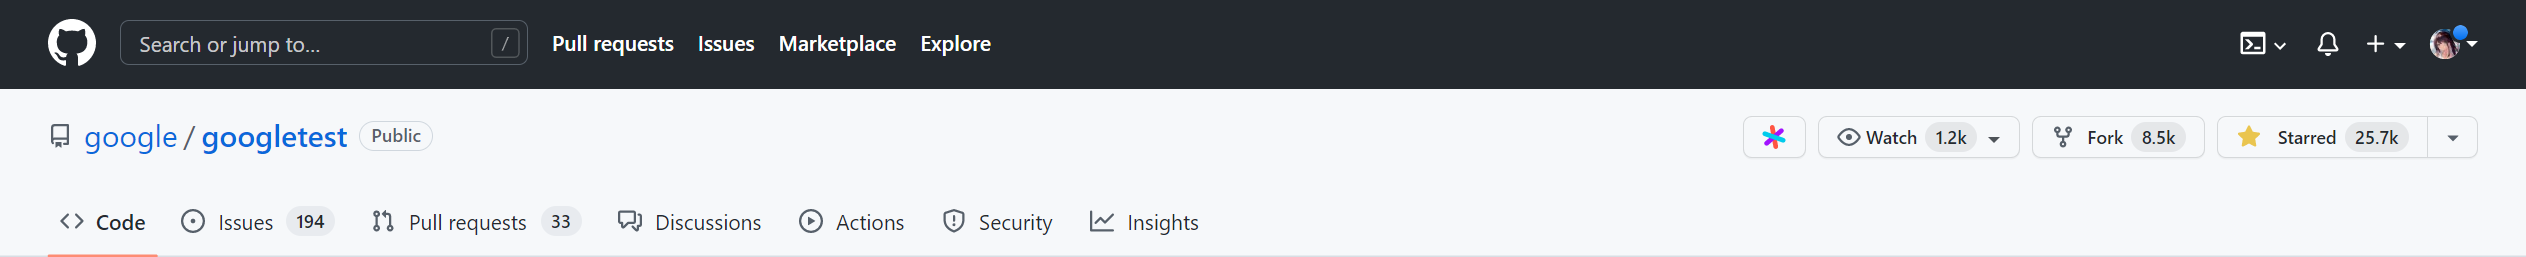 Search or jump to... / Pull requests Issues Marketplace Explore
google / googletest Public Watch 1.2k Fork 8.5k Starred 25.7k
Code Issues 194 Pull requests 33 Discussions Actions Security Insights